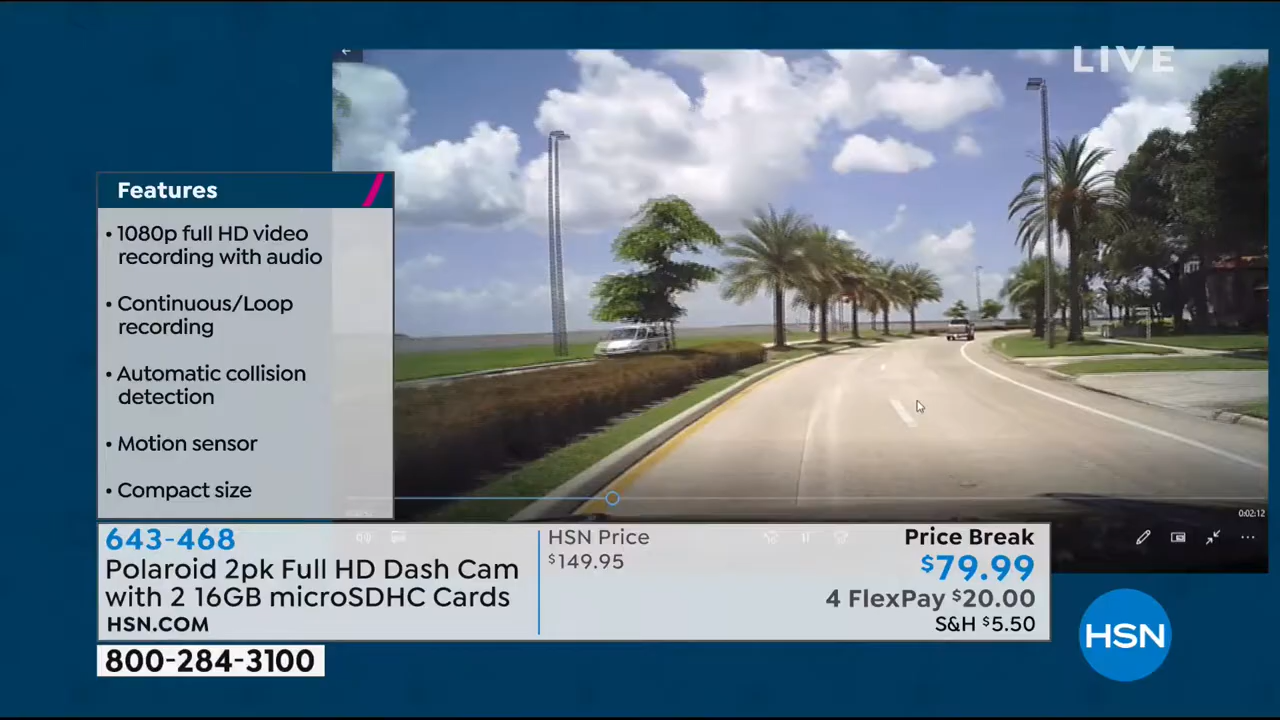 LIVE
Features
• 1080p full HD video
recording with audio
• Continuous/Loop
recording
• Automatic collision
detection
• Motion sensor
• Compact size
0:02:12
643-468
Polaroid 2pk Full HD Dash Cam
with 2 16GB microSDHC Cards
HSN.COM
HSN Price
$149.95
Price Break
$79.99
4 FlexPay $20.00
S&H $5.50
800-284-3100
HSN